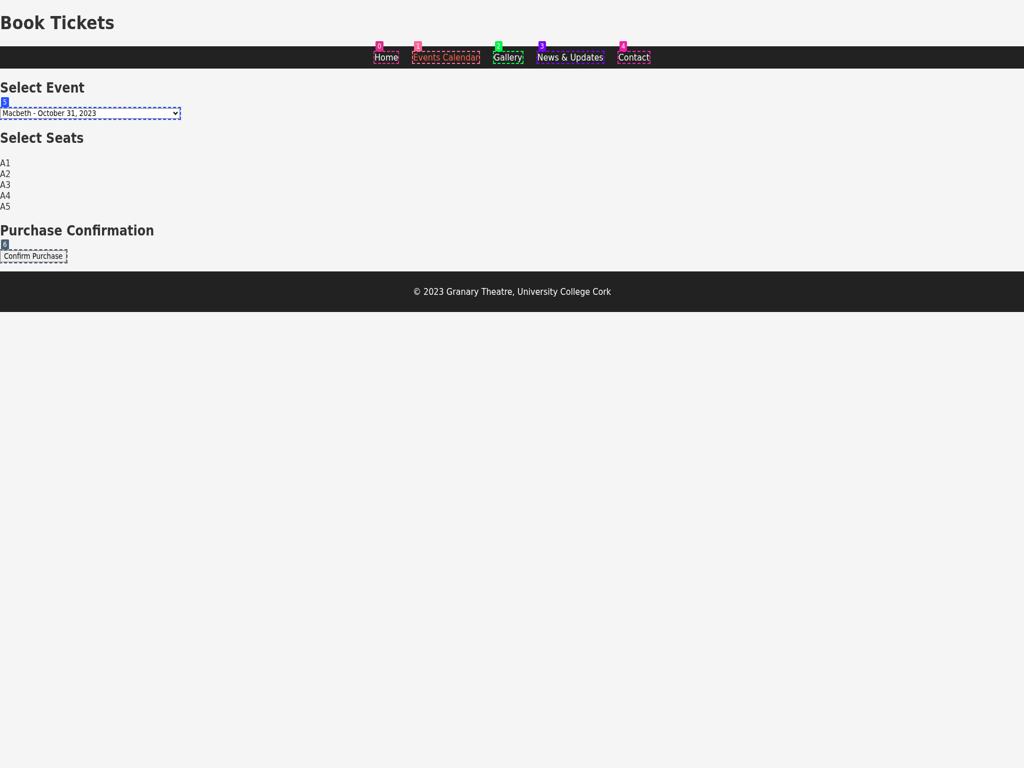 Book Tickets
0 1 2 3 4
Home Events Calendar Gallery News & Updates Contact
Select Event
5
Macbeth - October 31, 2023
Select Seats
A1
A2
A3
A4
A5
Purchase Confirmation
6
Confirm Purchase
© 2023 Granary Theatre, University College Cork